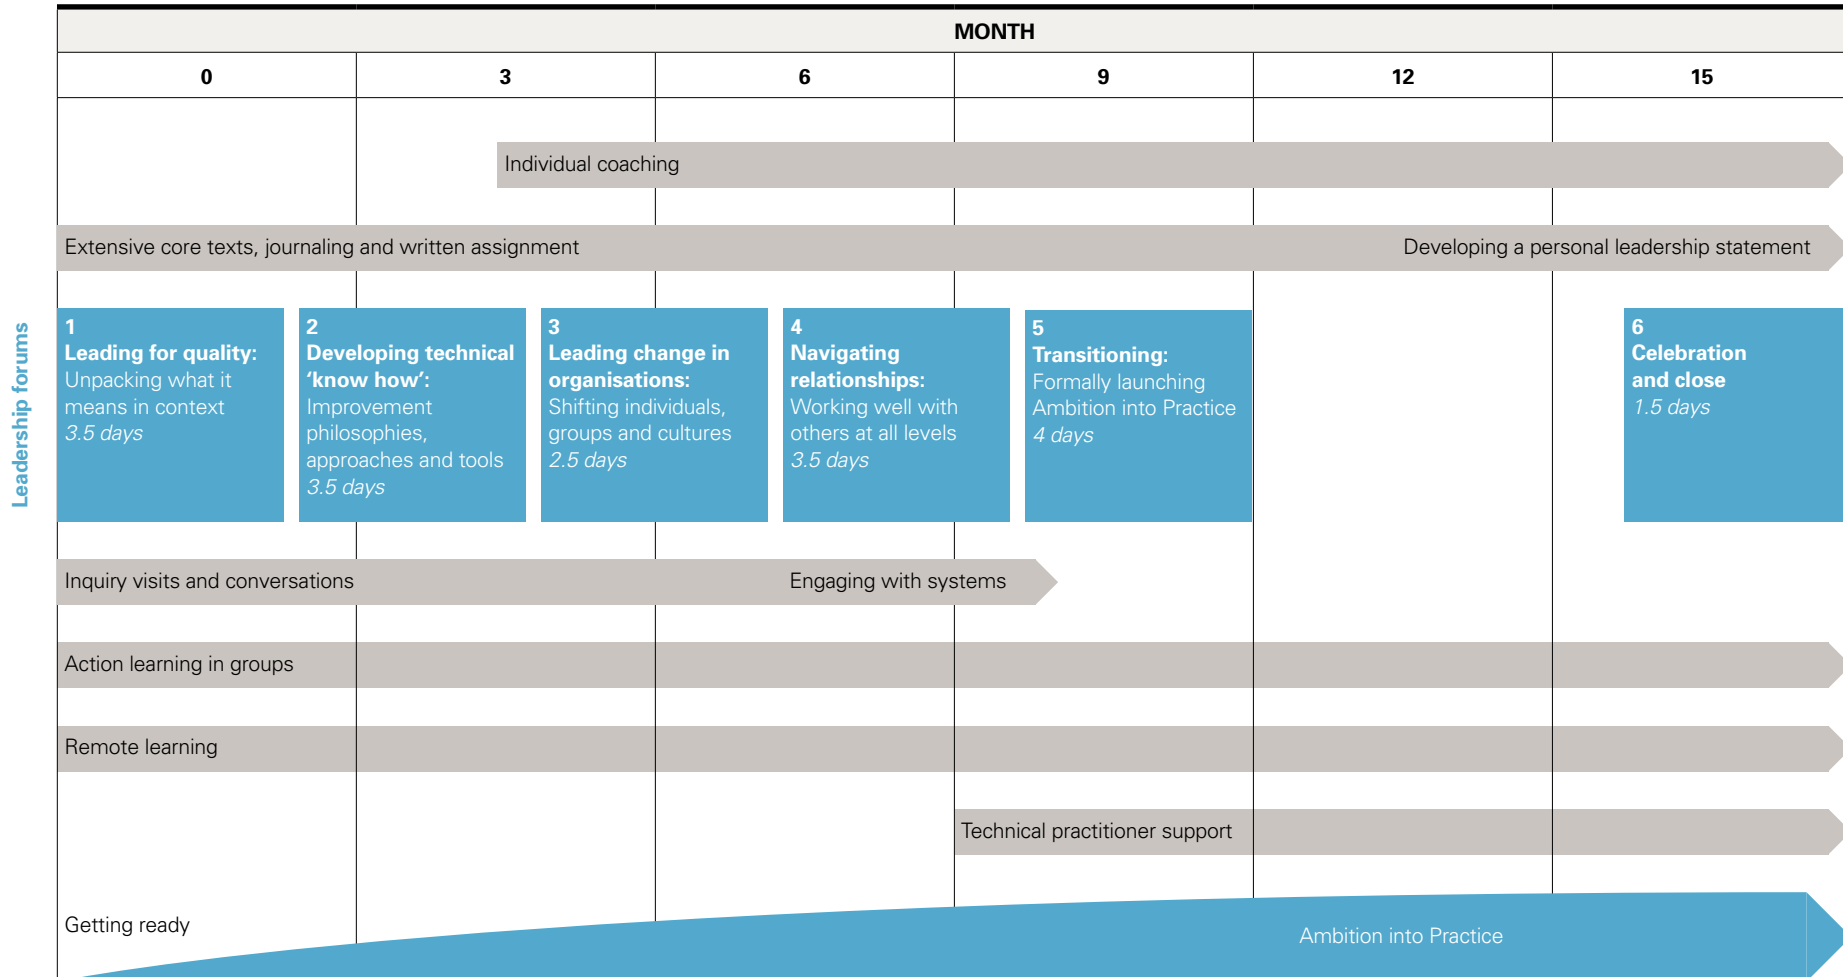 MONTH
0 3 6 9 12 15
Individual coaching
Extensive core texts, journaling and written assignment
Developing a personal leadership statement
Leadership forums
1
Leading for quality:
Unpacking what it
means in context
3.5 days
2
Developing technical
‘know how’:
Improvement
philosophies,
approaches and tools
3.5 days
3
Leading change in
organisations:
Shifting individuals,
groups and cultures
2.5 days
4
Navigating
relationships:
Working well with
others at all levels
3.5 days
5
Transitioning:
Formally launching
Ambition into Practice
4 days
6
Celebration
and close
1.5 days
Inquiry visits and conversations
Engaging with systems
Action learning in groups
Remote learning
Technical practitioner support
Getting ready
Ambition into Practice